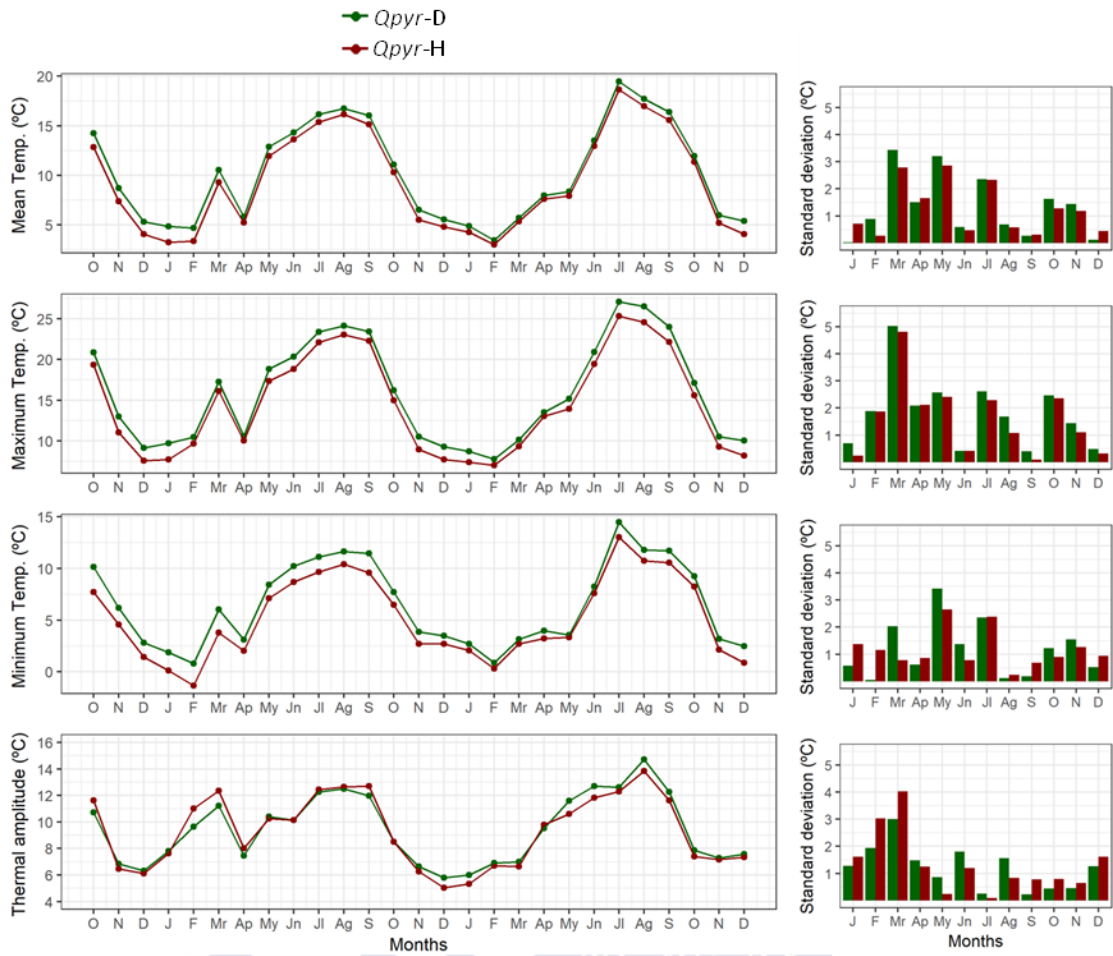 Qpyr-D
Qpyr-H
Mean Temp. (ºC)
20
15
10
5
O N D J F Mr Ap My Jn Jl Ag S O N D J F Mr Ap My Jn Jl Ag S O N D
Standard deviation (ºC)
5
4
3
2
1
J F Mr Ap My Jn Jl Ag S O N D
Maximum Temp. (ºC)
25
20
15
10
O N D J F Mr Ap My Jn Jl Ag S O N D J F Mr Ap My Jn Jl Ag S O N D
Standard deviation (ºC)
5
4
3
2
1
J F Mr Ap My Jn Jl Ag S O N D
Minimum Temp. (ºC)
15
10
5
0
O N D J F Mr Ap My Jn Jl Ag S O N D J F Mr Ap My Jn Jl Ag S O N D
Standard deviation (ºC)
5
4
3
2
1
J F Mr Ap My Jn Jl Ag S O N D
Thermal amplitude (ºC)
16
14
12
10
8
6
4
O N D J F Mr Ap My Jn Jl Ag S O N D J F Mr Ap My Jn Jl Ag S O N D
Months
Standard deviation (ºC)
5
4
3
2
1
J F Mr Ap My Jn Jl Ag S O N D
Months